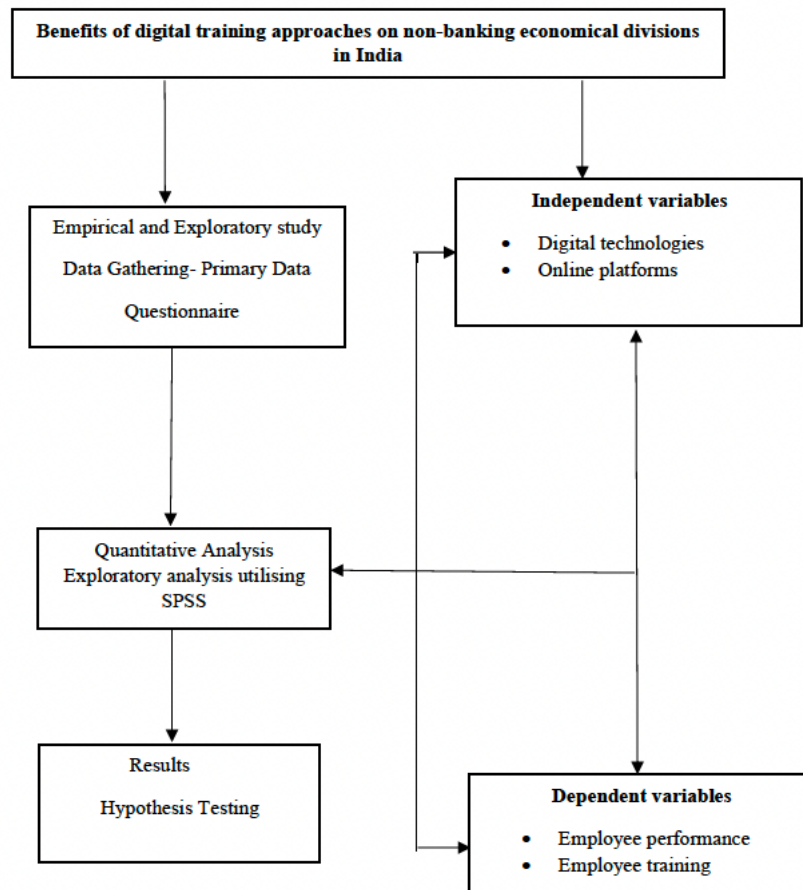 Benefits of digital training approaches on non-banking economical divisions
in India
Empirical and Exploratory study
Data Gathering- Primary Data
Questionnaire
Independent variables
• Digital technologies
• Online platforms
Quantitative Analysis
Exploratory analysis utilising
SPSS
Results
Hypothesis Testing
Dependent variables
• Employee performance
• Employee training